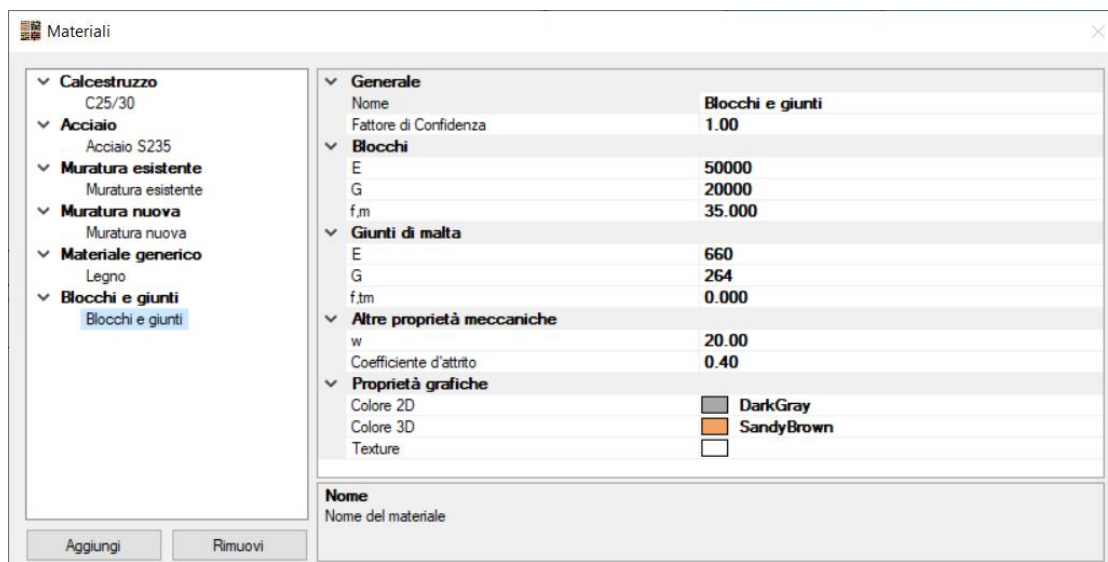 Materiali
Calcestruzzo
C25/30
Acciaio
Acciaio S235
Muratura esistente
Muratura esistente
Muratura nuova
Muratura nuova
Materiale generico
Legno
Blocchi e giunti
Blocchi e giunti
Aggiungi Rimuovi
Generale
Nome Blocchi e giunti
Fattore di Confidenza 1.00
Blocchi
E 50000
G 20000
f,m 35.000
Giunti di malta
E 660
G 264
f,tm 0.000
Altre proprietà meccaniche
w 20.00
Coefficiente d'attrito 0.40
Proprietà grafiche
Colore 2D DarkGray
Colore 3D SandyBrown
Texture
Nome
Nome del materiale